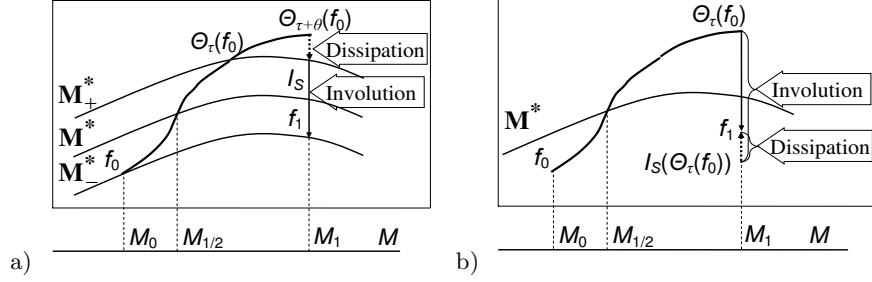 Θτ+θ(f0)
Θτ(f0)
Dissipation
M*+
IS
Involution
M*
f1
M*−
f0
M0 M1/2 M1 M
a)
Θτ(f0)
Involution
M*
f1
f0
Dissipation
IS(Θτ(f0))
M0 M1/2 M1 M
b)